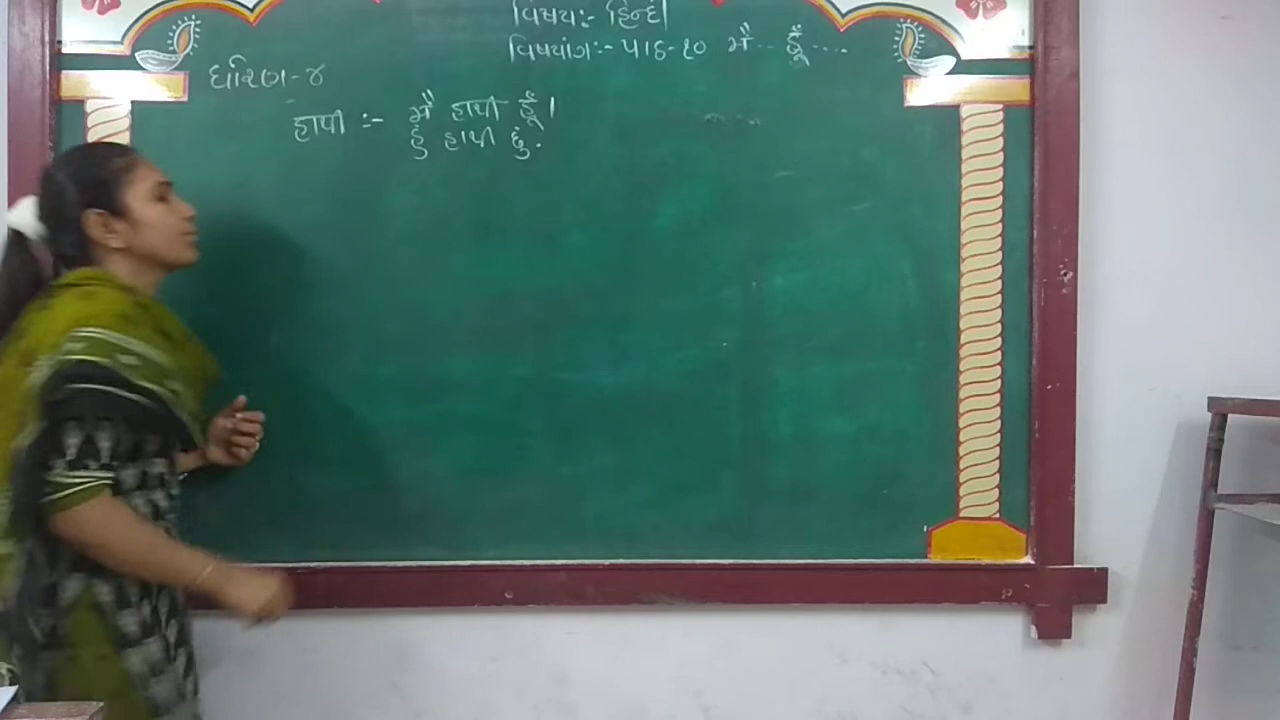 વિષય:- હિન્દી
વિષયાંગ:- પાઠ-૧૦ मैं... हूँ....
ધોરણ-૪
हाथी :- मैं हाथी हूँ।
હું હાથી છું.